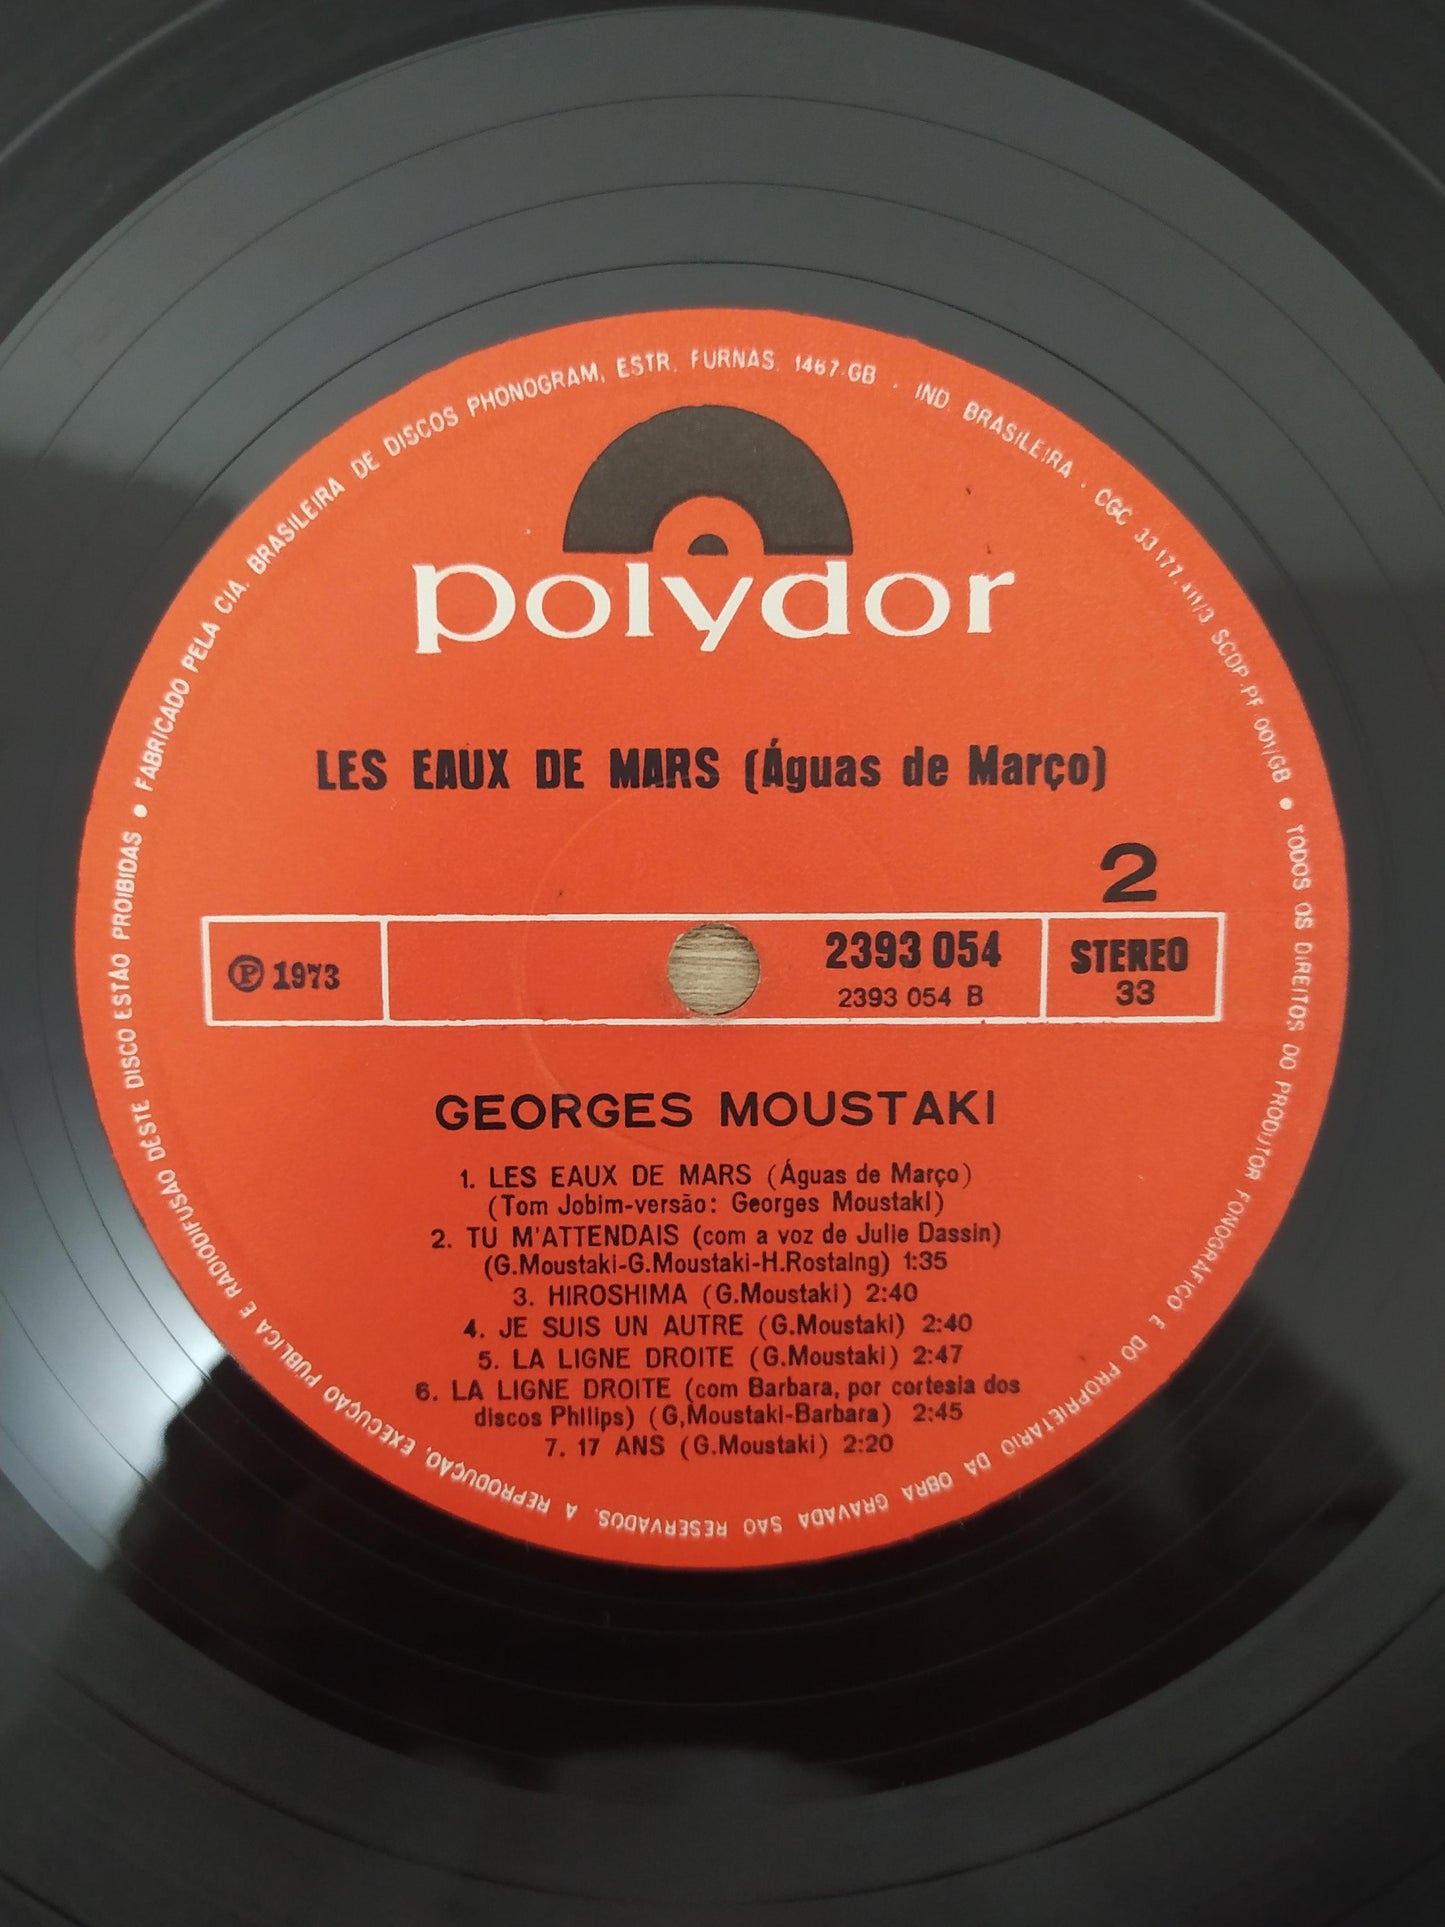 FABRICADO PELA CIA. BRASILEIRA DE DISCOS PHONOGRAM, ESTR. FURNAS. 1467-GB · IND. BRASILEIRA · CGC 33.177.411/3 SCDP-PF 001/GB ● TODOS OS DIREITOS DO PRODUTOR FONOGRÁFICO E DO PROPRIETÁRIO DA OBRA GRAVADA SÃO RESERVADOS. A REPRODUÇÃO, EXECUÇÃO PÚBLICA E RADIODIFUSÃO DESTE DISCO ESTÃO PROIBIDAS ●
polydor
LES EAUX DE MARS (Águas de Março)
2
℗ 1973
2393 054
2393 054 B
STEREO
33
GEORGES MOUSTAKI
1. LES EAUX DE MARS (Águas de Março)
(Tom Jobim-versão: Georges Moustaki)
2. TU M'ATTENDAIS (com a voz de Julie Dassin)
(G.Moustaki-G.Moustaki-H.Rostaing) 1:35
3. HIROSHIMA (G.Moustaki) 2:40
4. JE SUIS UN AUTRE (G.Moustaki) 2:40
5. LA LIGNE DROITE (G.Moustaki) 2:47
6. LA LIGNE DROITE (com Barbara, por cortesia dos
discos Philips) (G,Moustaki-Barbara) 2:45
7. 17 ANS (G.Moustaki) 2:20